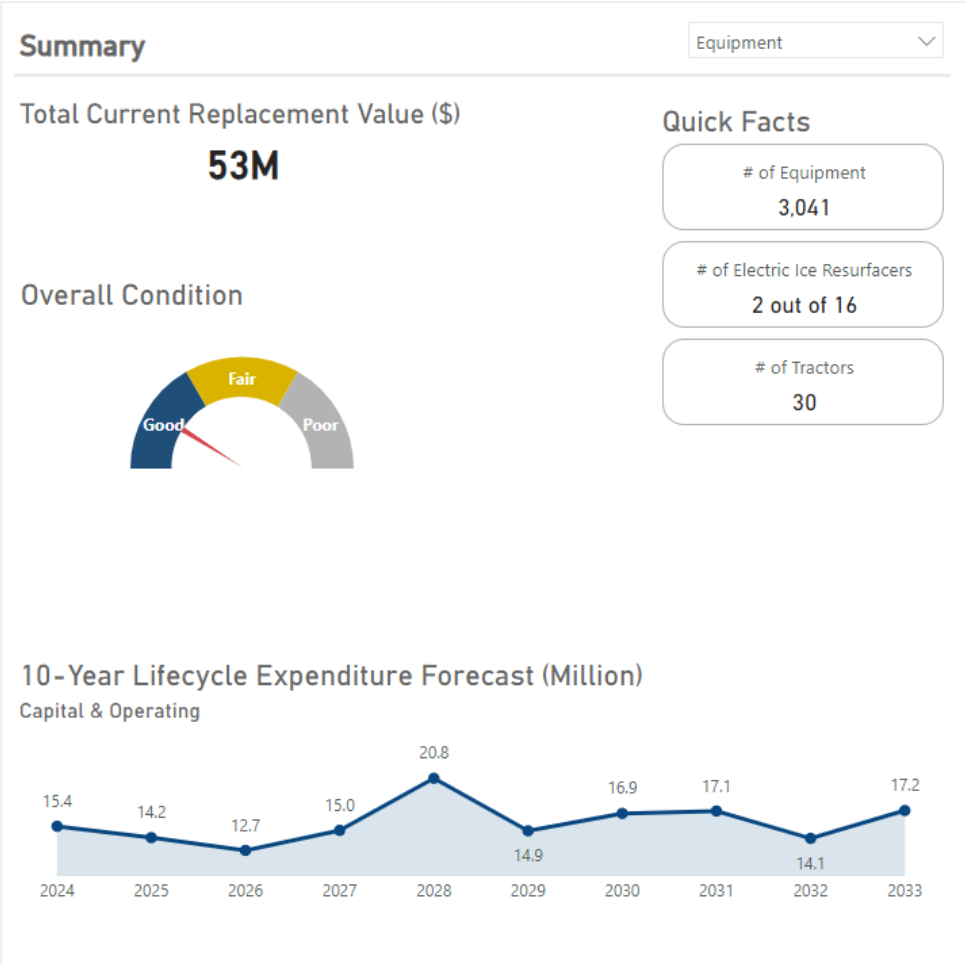 Summary
Equipment
Total Current Replacement Value ($)
53M
Quick Facts
# of Equipment
3,041
# of Electric Ice Resurfacers
2 out of 16
# of Tractors
30
Overall Condition
Fair
Good
Poor
10-Year Lifecycle Expenditure Forecast (Million)
Capital & Operating
15.4
14.2
12.7
15.0
20.8
14.9
16.9
17.1
14.1
17.2
2024 2025 2026 2027 2028 2029 2030 2031 2032 2033